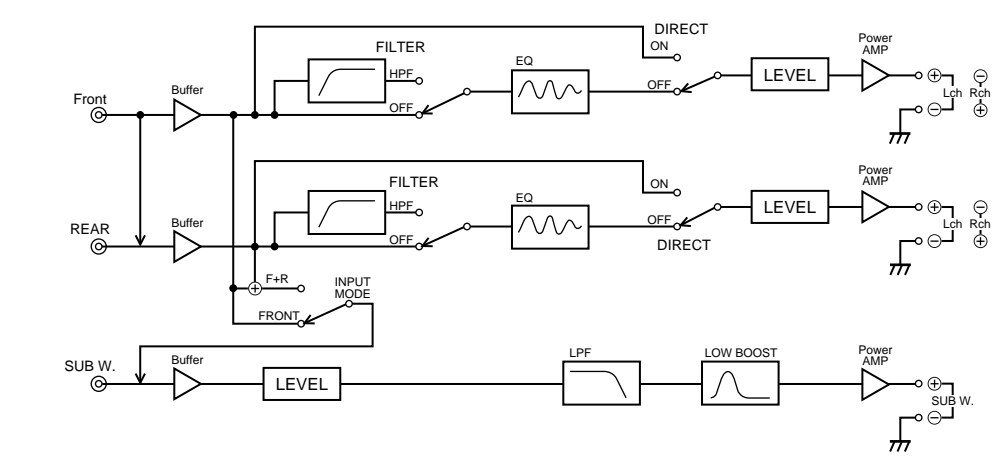 DIRECT
ON
FILTER
HPF
OFF
EQ
OFF
LEVEL
Power
AMP
Lch
Rch
Front
Buffer
FILTER
HPF
OFF
EQ
ON
OFF
DIRECT
LEVEL
Power
AMP
Lch
Rch
REAR
Buffer
F+R
INPUT
MODE
FRONT
SUB W.
Buffer
LEVEL
LPF
LOW BOOST
Power
AMP
SUB W.